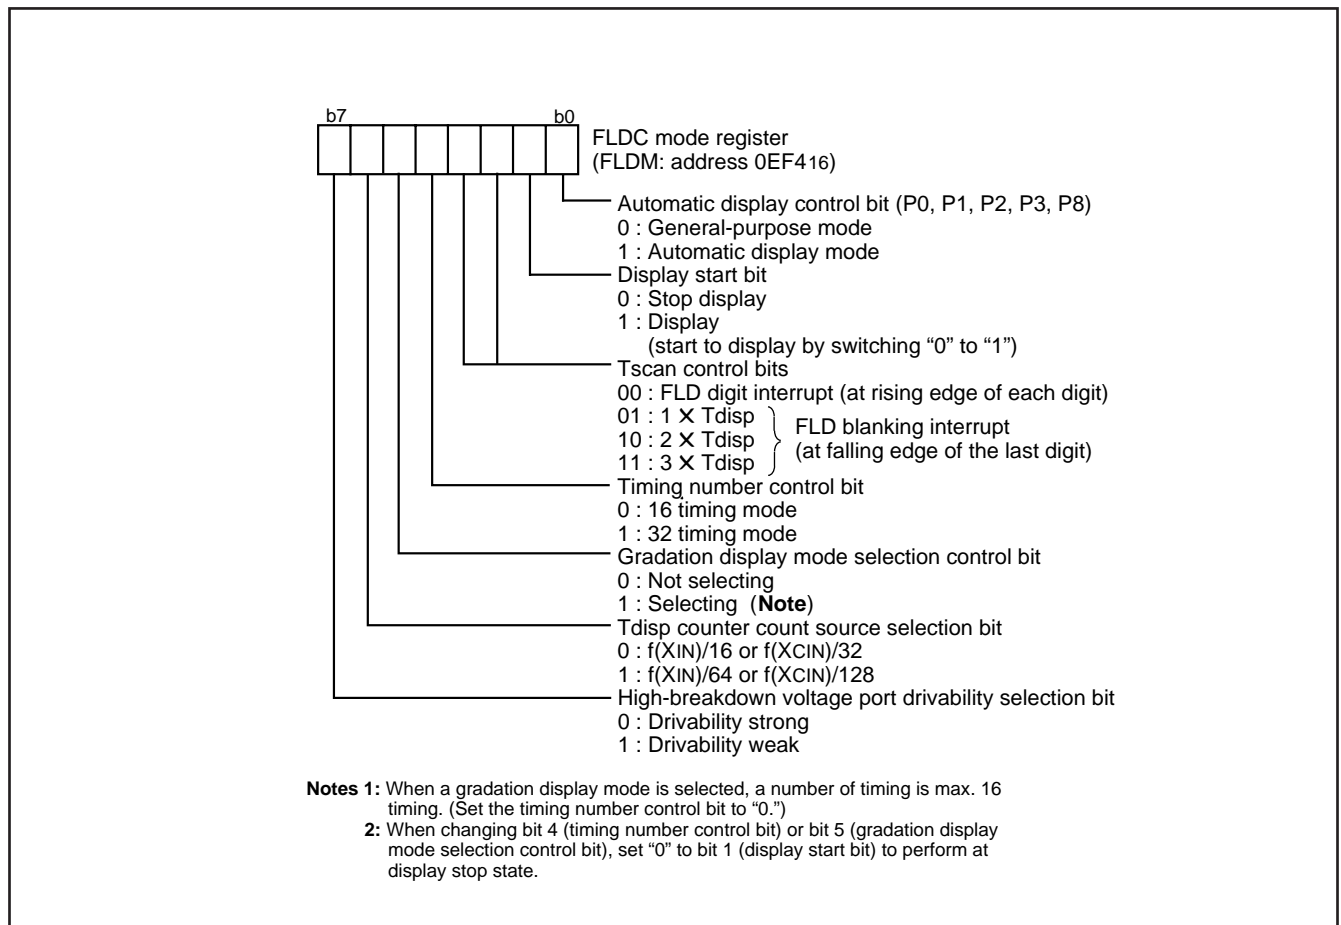 b7 b0
FLDC mode register
(FLDM: address 0EF416)
Automatic display control bit (P0, P1, P2, P3, P8)
0 : General-purpose mode
1 : Automatic display mode
Display start bit
0 : Stop display
1 : Display
(start to display by switching “0” to “1”)
Tscan control bits
00 : FLD digit interrupt (at rising edge of each digit)
01 : 1 ✕ Tdisp
10 : 2 ✕ Tdisp
11 : 3 ✕ Tdisp
FLD blanking interrupt
(at falling edge of the last digit)
Timing number control bit
0 : 16 timing mode
1 : 32 timing mode
Gradation display mode selection control bit
0 : Not selecting
1 : Selecting (Note)
Tdisp counter count source selection bit
0 : f(XIN)/16 or f(XCIN)/32
1 : f(XIN)/64 or f(XCIN)/128
High-breakdown voltage port drivability selection bit
0 : Drivability strong
1 : Drivability weak
Notes 1: When a gradation display mode is selected, a number of timing is max. 16
timing. (Set the timing number control bit to “0.”)
2: When changing bit 4 (timing number control bit) or bit 5 (gradation display
mode selection control bit), set “0” to bit 1 (display start bit) to perform at
display stop state.